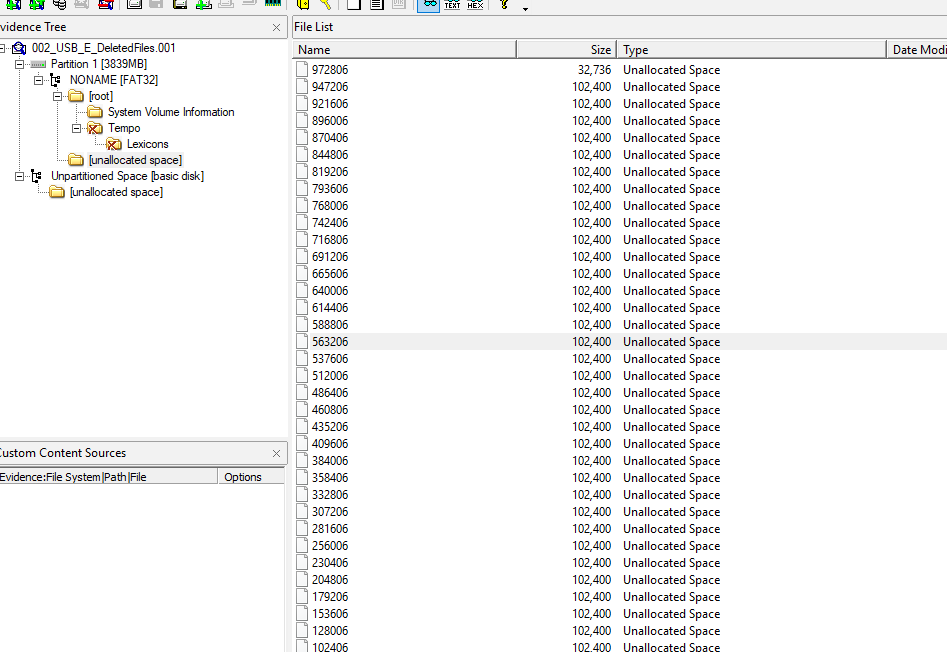 TEXT HEX
vidence Tree
002_USB_E_DeletedFiles.001
Partition 1 [3839MB]
NONAME [FAT32]
[root]
System Volume Information
Tempo
Lexicons
[unallocated space]
Unpartitioned Space [basic disk]
[unallocated space]
Custom Content Sources
Evidence:File System|Path|File Options
File List
Name Size Type Date Modi
972806 32,736 Unallocated Space
947206 102,400 Unallocated Space
921606 102,400 Unallocated Space
896006 102,400 Unallocated Space
870406 102,400 Unallocated Space
844806 102,400 Unallocated Space
819206 102,400 Unallocated Space
793606 102,400 Unallocated Space
768006 102,400 Unallocated Space
742406 102,400 Unallocated Space
716806 102,400 Unallocated Space
691206 102,400 Unallocated Space
665606 102,400 Unallocated Space
640006 102,400 Unallocated Space
614406 102,400 Unallocated Space
588806 102,400 Unallocated Space
563206 102,400 Unallocated Space
537606 102,400 Unallocated Space
512006 102,400 Unallocated Space
486406 102,400 Unallocated Space
460806 102,400 Unallocated Space
435206 102,400 Unallocated Space
409606 102,400 Unallocated Space
384006 102,400 Unallocated Space
358406 102,400 Unallocated Space
332806 102,400 Unallocated Space
307206 102,400 Unallocated Space
281606 102,400 Unallocated Space
256006 102,400 Unallocated Space
230406 102,400 Unallocated Space
204806 102,400 Unallocated Space
179206 102,400 Unallocated Space
153606 102,400 Unallocated Space
128006 102,400 Unallocated Space
102406 102,400 Unallocated Space